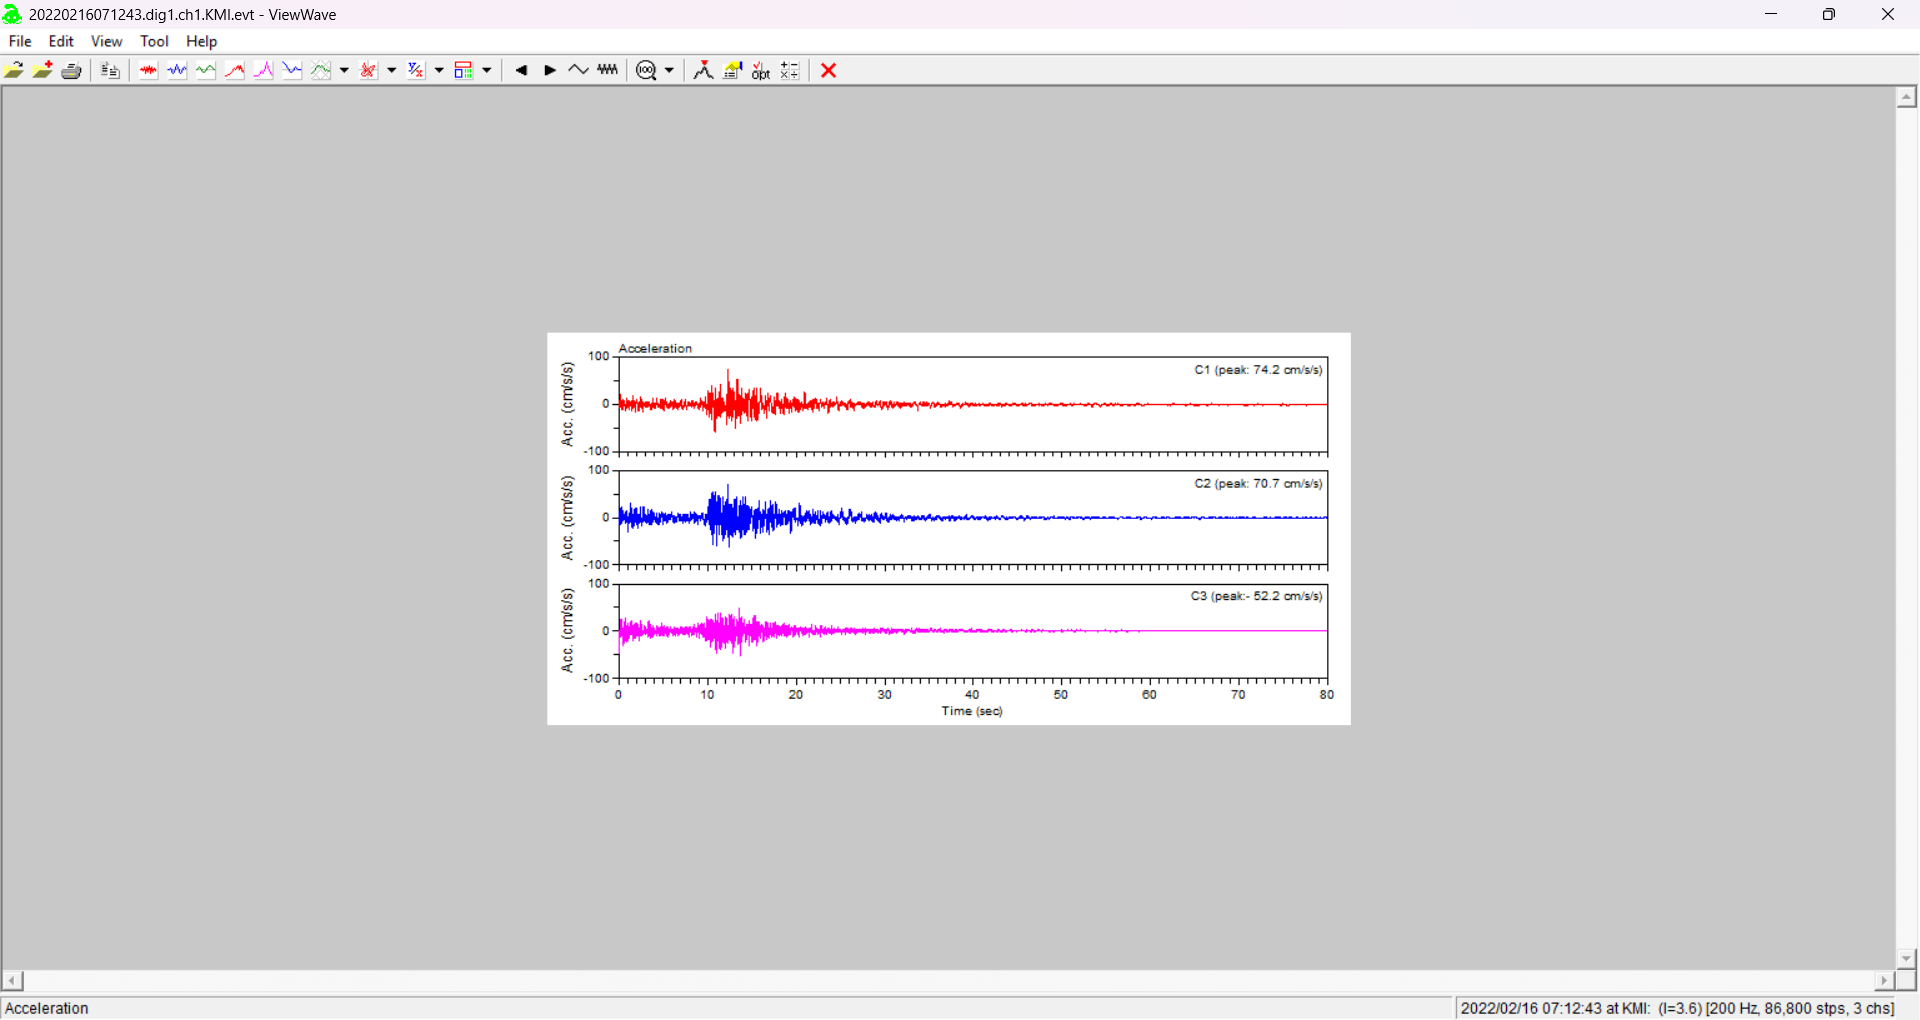 20220216071243.dig1.ch1.KMI.evt - ViewWave
File Edit View Tool Help
100 opt
Acceleration
100
0
-100
Acc. (cm/s/s)
C1 (peak: 74.2 cm/s/s)
100
0
-100
Acc. (cm/s/s)
C2 (peak: 70.7 cm/s/s)
100
0
-100
Acc. (cm/s/s)
C3 (peak:- 52.2 cm/s/s)
0 10 20 30 40 50 60 70 80
Time (sec)
Acceleration
2022/02/16 07:12:43 at KMI: (I=3.6) [200 Hz, 86,800 stps, 3 chs]